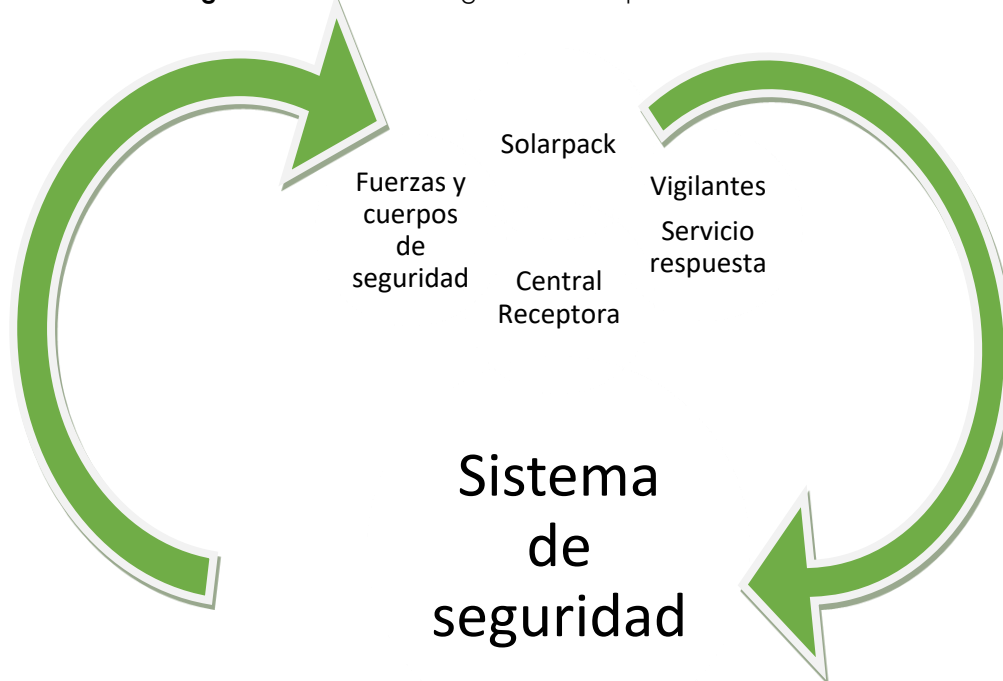 Solarpack
Fuerzas y
cuerpos
de
seguridad
Vigilantes
Servicio
respuesta
Central
Receptora
Sistema
de
seguridad